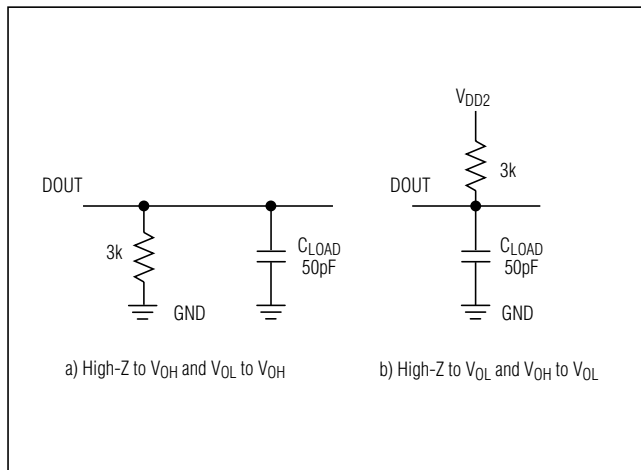 DOUT
3k
GND
CLOAD
50pF
a) High-Z to VOH and VOL to VOH
VDD2
3k
DOUT
CLOAD
50pF
GND
b) High-Z to VOL and VOH to VOL